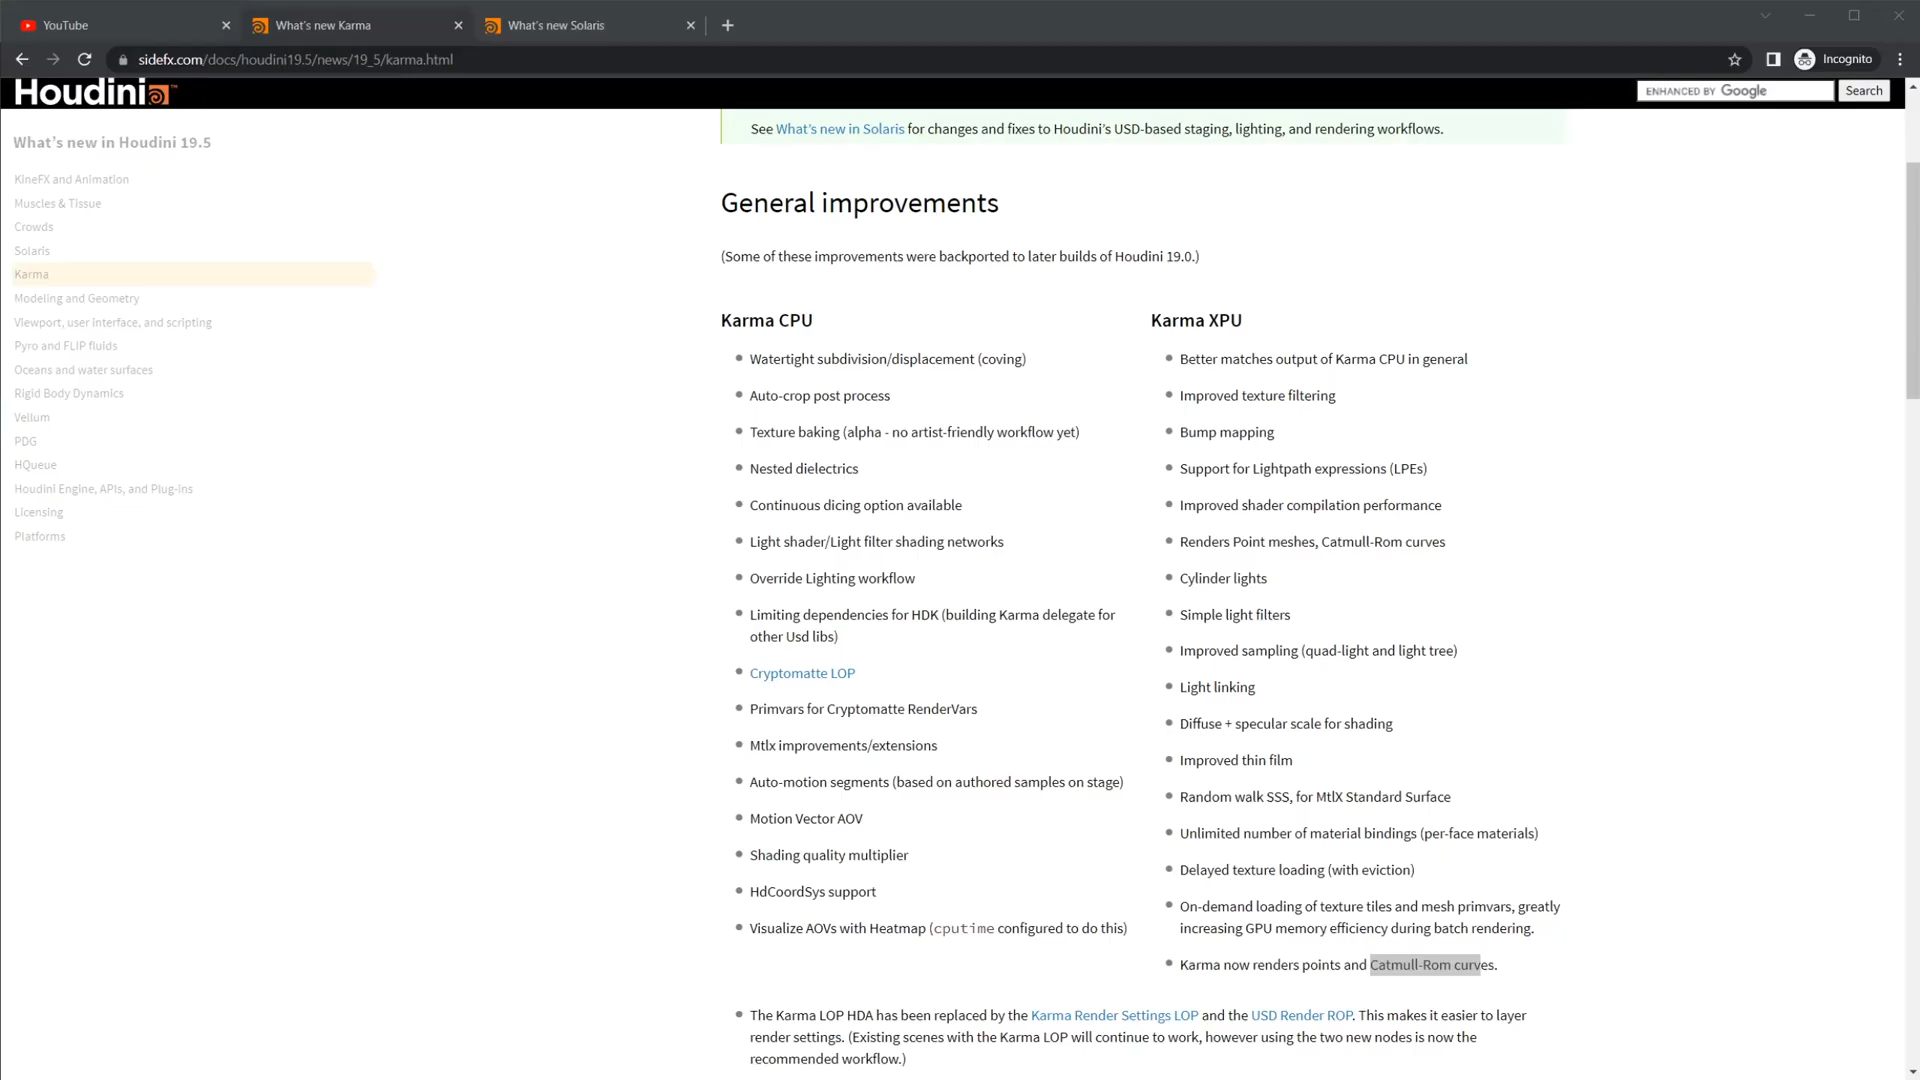 YouTube
What's new Karma
What's new Solaris
sidefx.com/docs/houdini19.5/news/19_5/karma.html
Incognito
Houdini
ENHANCED BY Google
Search
What's new in Houdini 19.5
KineFX and Animation
Muscles & Tissue
Crowds
Solaris
Karma
Modeling and Geometry
Viewport, user interface, and scripting
Pyro and FLIP fluids
Oceans and water surfaces
Rigid Body Dynamics
Vellum
PDG
HQueue
Houdini Engine, APIs, and Plug-ins
Licensing
Platforms
See What's new in Solaris for changes and fixes to Houdini's USD-based staging, lighting, and rendering workflows.
General improvements
(Some of these improvements were backported to later builds of Houdini 19.0.)
Karma CPU
Watertight subdivision/displacement (coving)
Auto-crop post process
Texture baking (alpha - no artist-friendly workflow yet)
Nested dielectrics
Continuous dicing option available
Light shader/Light filter shading networks
Override Lighting workflow
Limiting dependencies for HDK (building Karma delegate for
other Usd libs)
Cryptomatte LOP
Primvars for Cryptomatte RenderVars
Mtlx improvements/extensions
Auto-motion segments (based on authored samples on stage)
Motion Vector AOV
Shading quality multiplier
HdCoordSys support
Visualize AOVs with Heatmap (cputime configured to do this)
Karma XPU
Better matches output of Karma CPU in general
Improved texture filtering
Bump mapping
Support for Lightpath expressions (LPEs)
Improved shader compilation performance
Renders Point meshes, Catmull-Rom curves
Cylinder lights
Simple light filters
Improved sampling (quad-light and light tree)
Light linking
Diffuse + specular scale for shading
Improved thin film
Random walk SSS, for MtlX Standard Surface
Unlimited number of material bindings (per-face materials)
Delayed texture loading (with eviction)
On-demand loading of texture tiles and mesh primvars, greatly
increasing GPU memory efficiency during batch rendering.
Karma now renders points and Catmull-Rom curves.
The Karma LOP HDA has been replaced by the Karma Render Settings LOP and the USD Render ROP. This makes it easier to layer
render settings. (Existing scenes with the Karma LOP will continue to work, however using the two new nodes is now the
recommended workflow.)